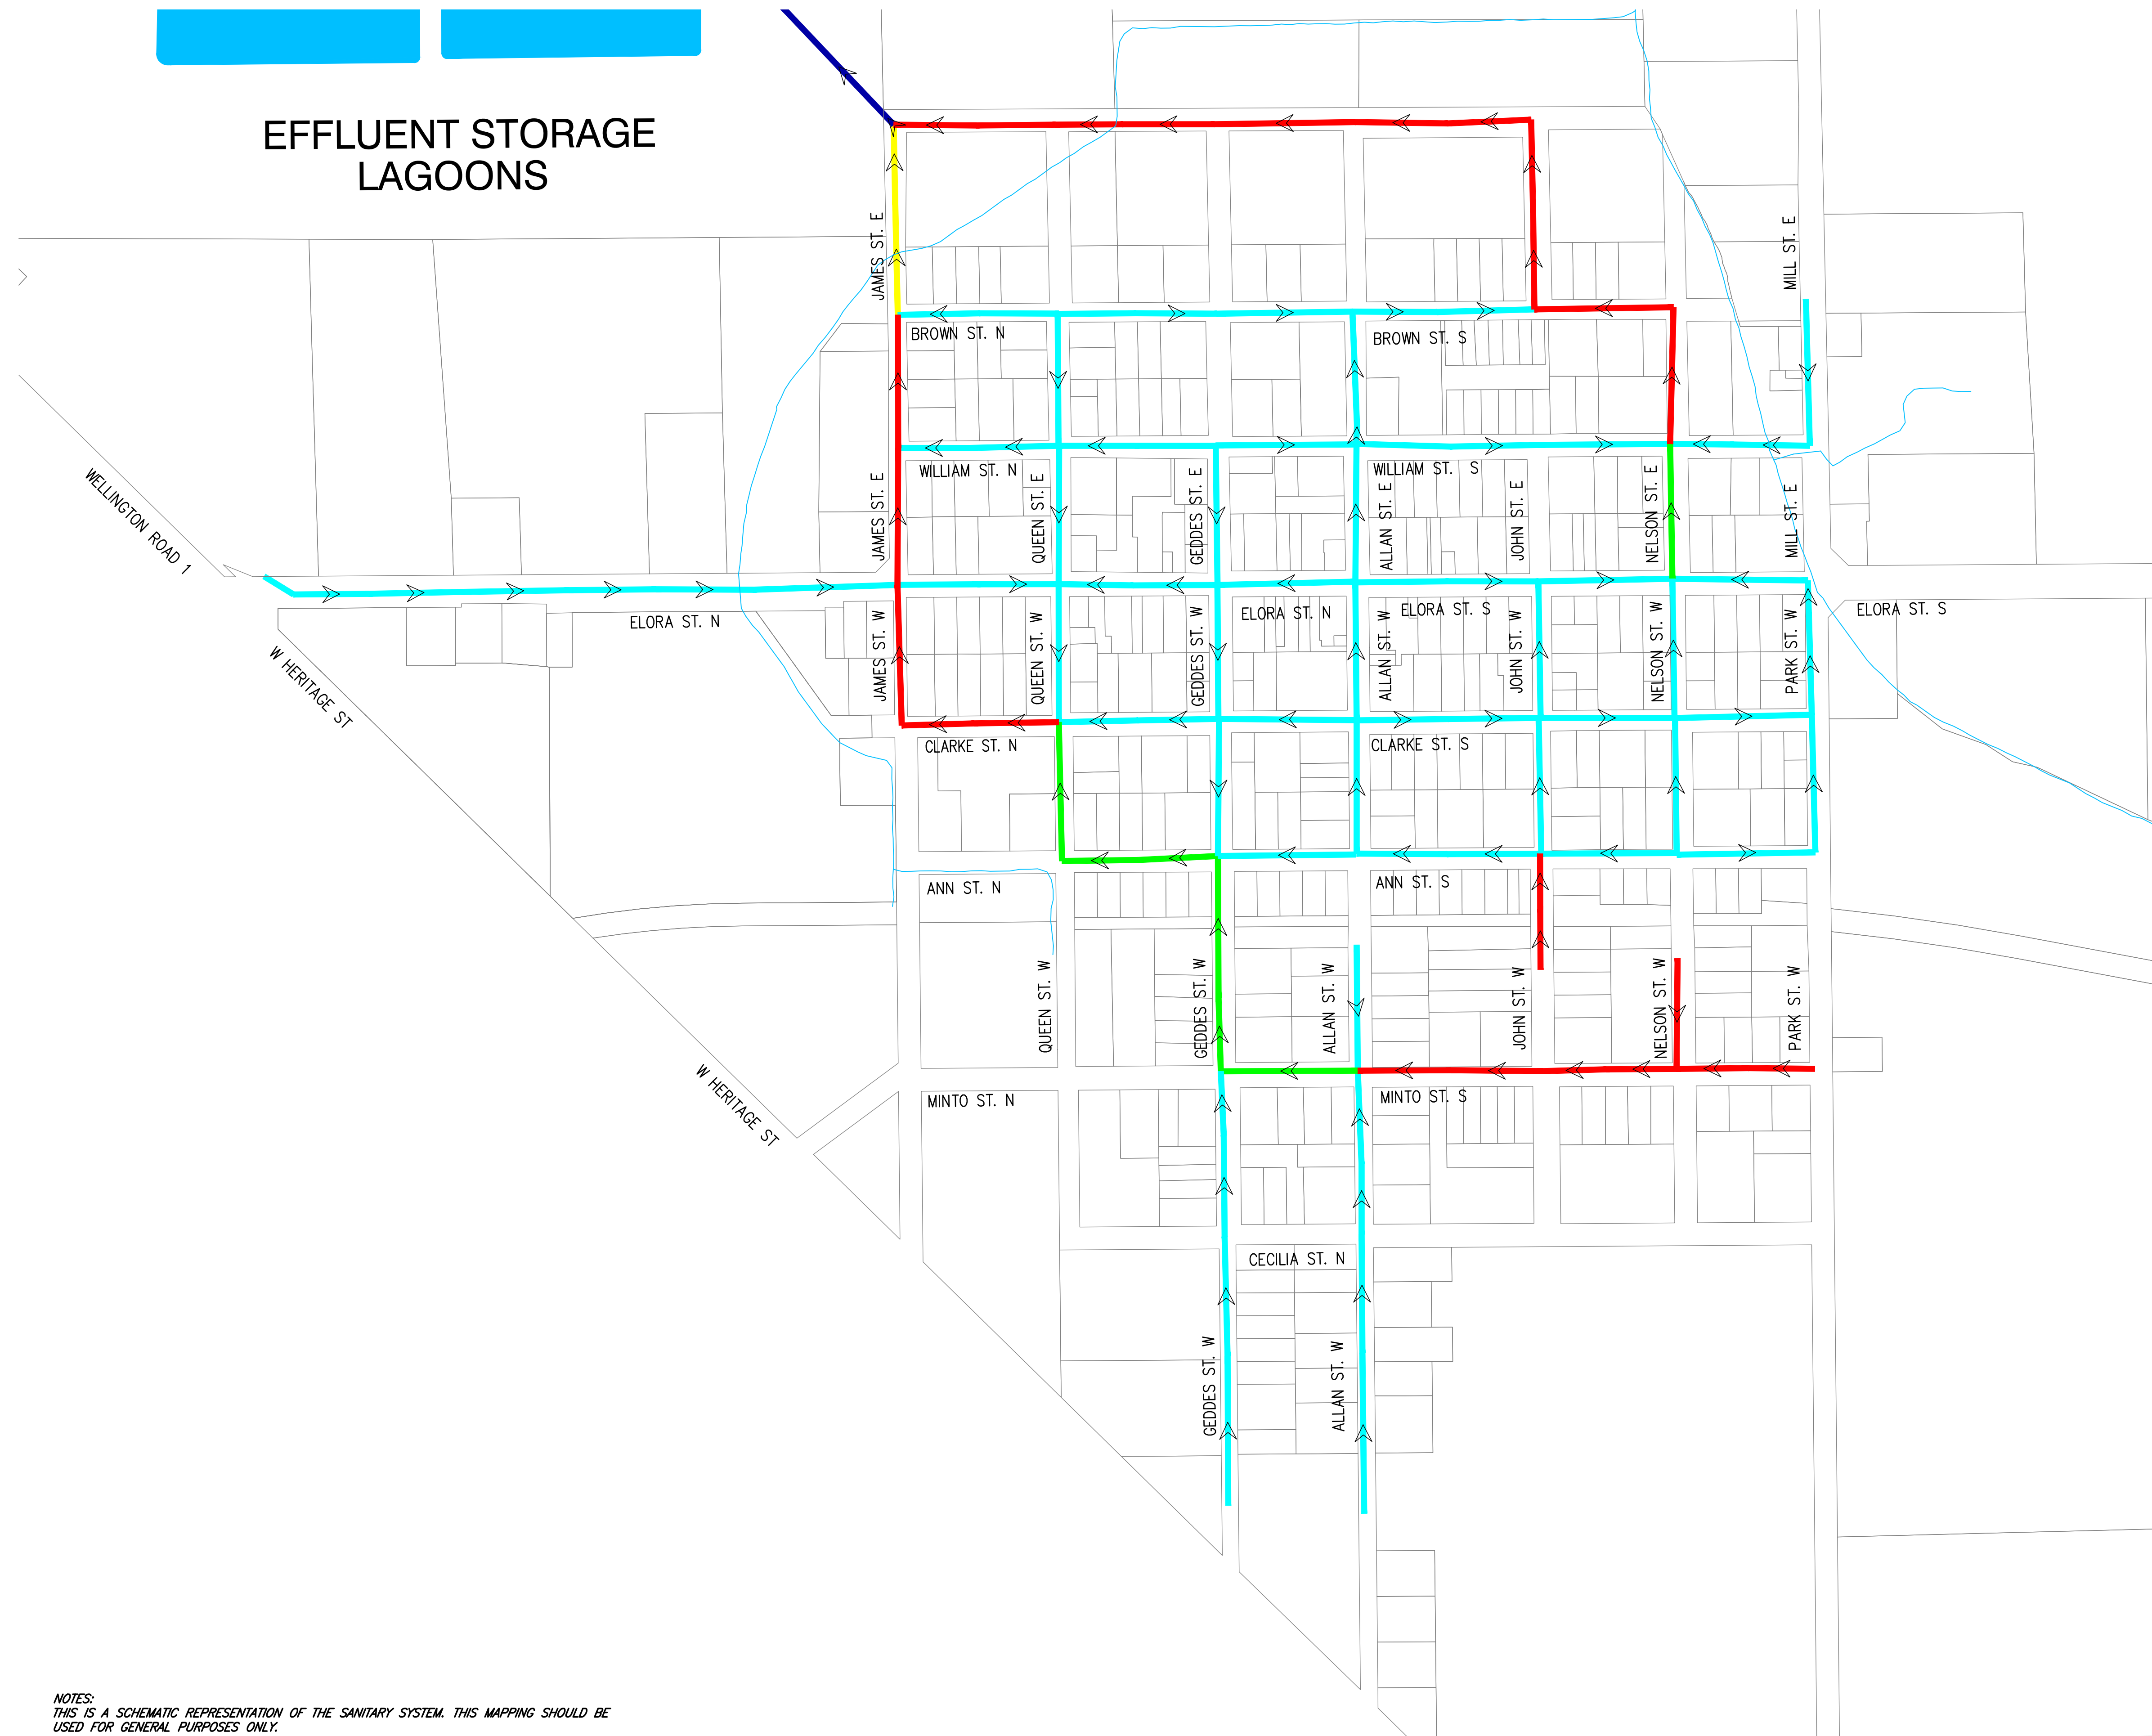 EFFLUENT STORAGE
LAGOONS
JAMES ST. E
MILL ST. E
BROWN ST. N
BROWN ST. S
WELLINGTON ROAD 1
JAMES ST. E
WILLIAM ST. N
QUEEN ST. E
GEDDES ST. E
WILLIAM ST. S
ALLAN ST. E
JOHN ST. E
NELSON ST. E
MILL ST. E
ELORA ST. N
JAMES ST. W
QUEEN ST. W
GEDDES ST. W
ELORA ST. N
ALLAN ST. W
ELORA ST. S
JOHN ST. W
NELSON ST. W
PARK ST. W
ELORA ST. S
W HERITAGE ST
CLARKE ST. N
CLARKE ST. S
ANN ST. N
ANN ST. S
QUEEN ST. W
GEDDES ST. W
ALLAN ST. W
JOHN ST. W
NELSON ST. W
PARK ST. W
W HERITAGE ST
MINTO ST. N
MINTO ST. S
CECILIA ST. N
GEDDES ST. W
ALLAN ST. W
NOTES:
THIS IS A SCHEMATIC REPRESENTATION OF THE SANITARY SYSTEM. THIS MAPPING SHOULD BE
USED FOR GENERAL PURPOSES ONLY.